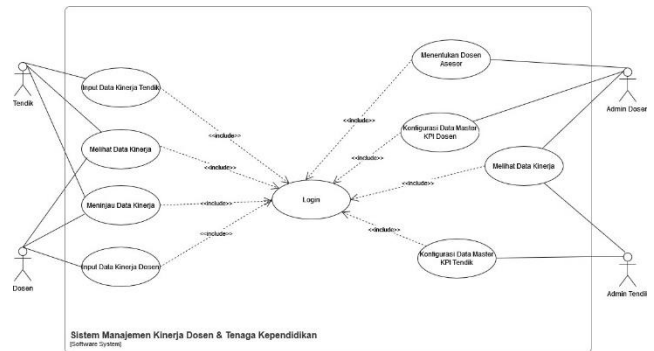 Menentukan Dosen
Asesor
Tendik
Input Data Kinerja Tendik
Admin Dosen
<<include>>
<<include>>
Konfigurasi Data Master
KPI Dosen
Melihat Data Kinerja
<<include>>
<<include>>
Melihat Data Kinerja
<<include>>
Login
Meninjau Data Kinerja
<<include>>
<<include>>
<<include>>
Dosen
Input Data Kinerja Dosen
Konfigurasi Data Master
KPI Tendik
Admin Tendik
Sistem Manajemen Kinerja Dosen & Tenaga Kependidikan
[Software System]